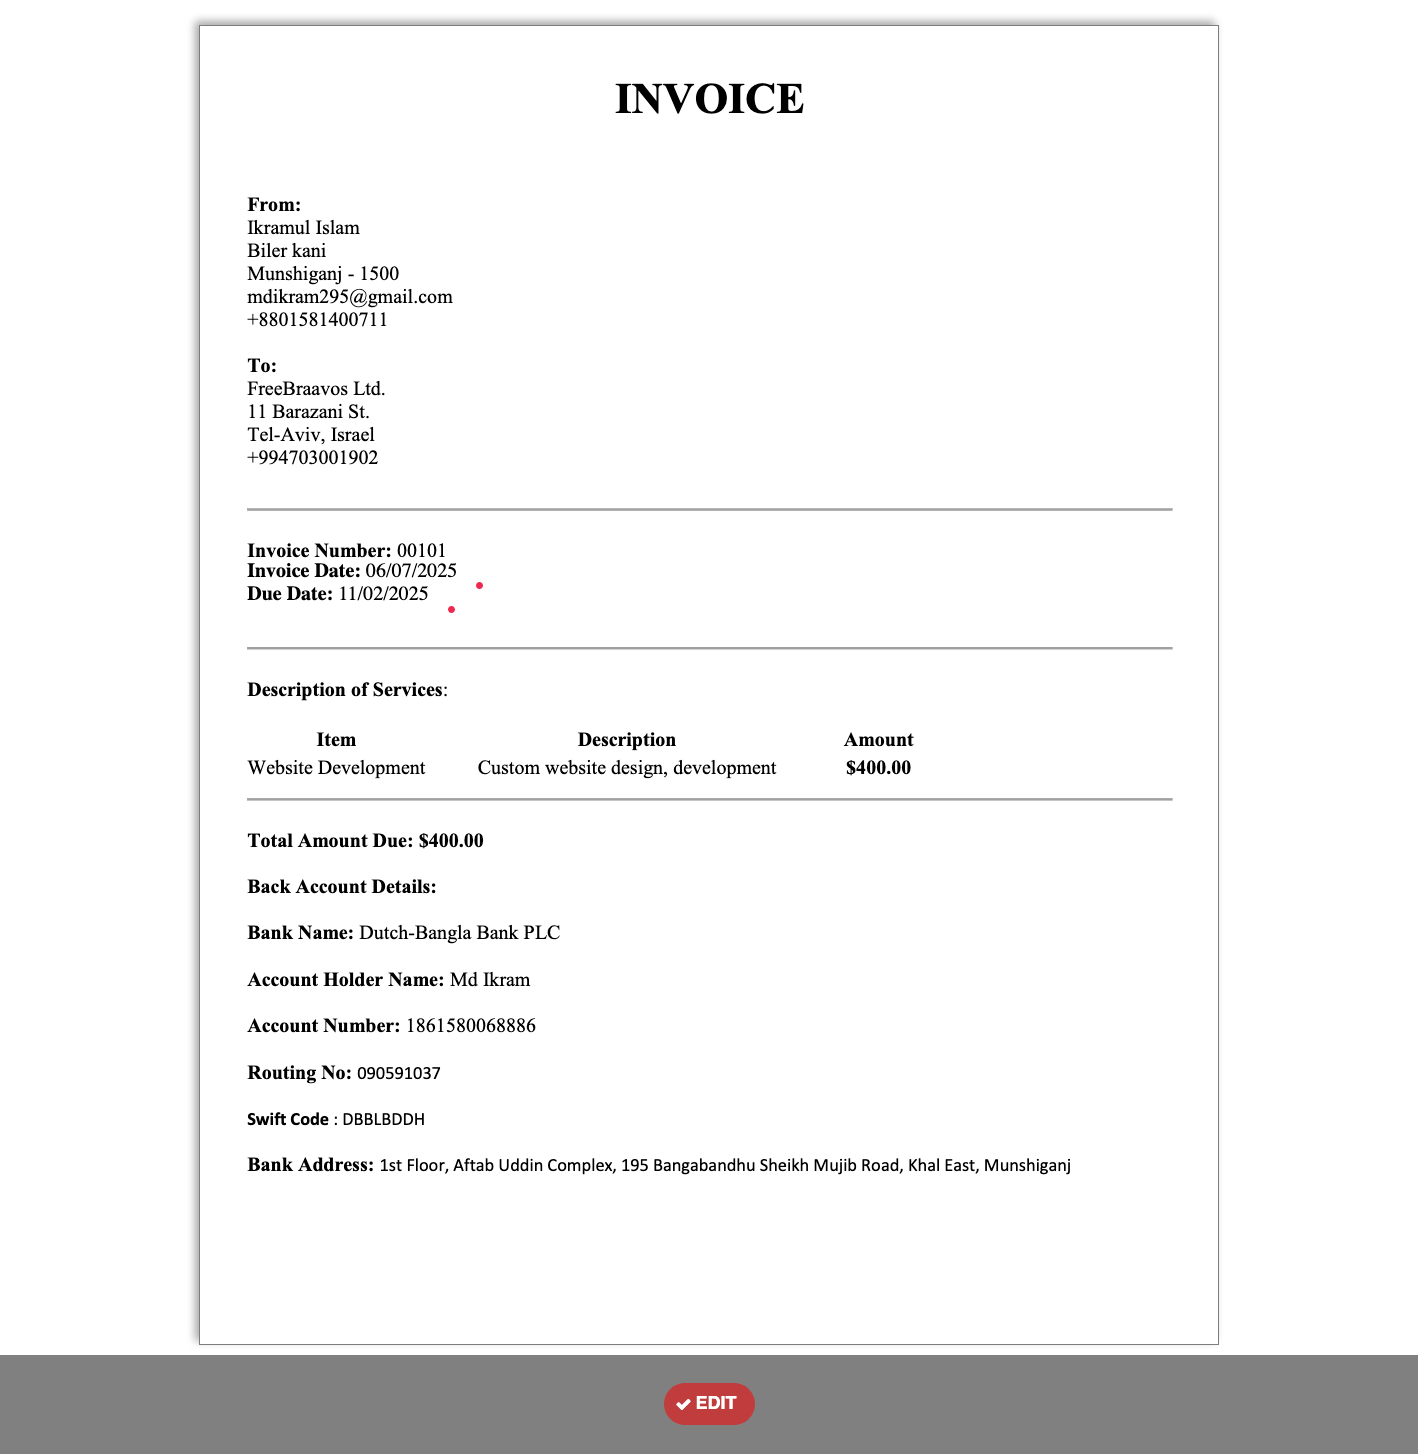 INVOICE
From:
Ikramul Islam
Biler kani
Munshiganj - 1500
mdikram295@gmail.com
+8801581400711
To:
FreeBraavos Ltd.
11 Barazani St.
Tel-Aviv, Israel
+994703001902
Invoice Number: 00101
Invoice Date: 06/07/2025
Due Date: 11/02/2025
Description of Services:
Item Description Amount
Website Development Custom website design, development $400.00
Total Amount Due: $400.00
Back Account Details:
Bank Name: Dutch-Bangla Bank PLC
Account Holder Name: Md Ikram
Account Number: 1861580068886
Routing No: 090591037
Swift Code : DBBLBDDH
Bank Address: 1st Floor, Aftab Uddin Complex, 195 Bangabandhu Sheikh Mujib Road, Khal East, Munshiganj
EDIT